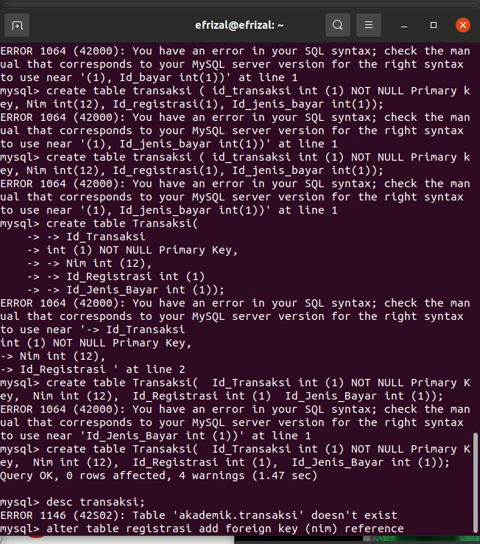 efrizal@efrizal: ~
ERROR 1064 (42000): You have an error in your SQL syntax; check the man
ual that corresponds to your MySQL server version for the right syntax
to use near '(1), Id_bayar int(1))' at line 1
mysql> create table transaksi ( id_transaksi int (1) NOT NULL Primary k
ey, Nim int(12), Id_registrasi(1), Id_jenis_bayar int(1));
ERROR 1064 (42000): You have an error in your SQL syntax; check the man
ual that corresponds to your MySQL server version for the right syntax
to use near '(1), Id_jenis_bayar int(1))' at line 1
mysql> create table transaksi ( id_transaksi int (1) NOT NULL Primary k
ey, Nim int(12), Id_registrasi(1), Id_jenis_bayar int(1));
ERROR 1064 (42000): You have an error in your SQL syntax; check the man
ual that corresponds to your MySQL server version for the right syntax
to use near '(1), Id_jenis_bayar int(1))' at line 1
mysql> create table Transaksi(
    -> -> Id_Transaksi
    -> int (1) NOT NULL Primary Key,
    -> -> Nim int (12),
    -> -> Id_Registrasi int (1)
    -> -> Id_Jenis_Bayar int (1));
ERROR 1064 (42000): You have an error in your SQL syntax; check the man
ual that corresponds to your MySQL server version for the right syntax
to use near '-> Id_Transaksi
int (1) NOT NULL Primary Key,
-> Nim int (12),
-> Id_Registrasi ' at line 2
mysql> create table Transaksi(  Id_Transaksi int (1) NOT NULL Primary K
ey,  Nim int (12),  Id_Registrasi int (1)  Id_Jenis_Bayar int (1));
ERROR 1064 (42000): You have an error in your SQL syntax; check the man
ual that corresponds to your MySQL server version for the right syntax
to use near 'Id_Jenis_Bayar int (1))' at line 1
mysql> create table Transaksi(  Id_Transaksi int (1) NOT NULL Primary K
ey,  Nim int (12),  Id_Registrasi int (1),  Id_Jenis_Bayar int (1));
Query OK, 0 rows affected, 4 warnings (1.47 sec)
mysql> desc transaksi;
ERROR 1146 (42S02): Table 'akademik.transaksi' doesn't exist
mysql> alter table registrasi add foreign key (nim) reference